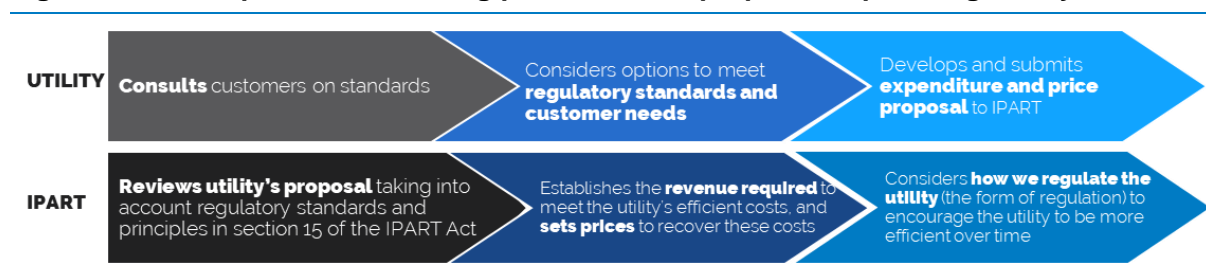 UTILITY
Consults customers on standards
Considers options to meet
regulatory standards and
customer needs
Develops and submits
expenditure and price
proposal to IPART
IPART
Reviews utility's proposal taking into
account regulatory standards and
principles in section 15 of the IPART Act
Establishes the revenue required to
meet the utility's efficient costs, and
sets prices to recover these costs
Considers how we regulate the
utility (the form of regulation) to
encourage the utility to be more
efficient over time